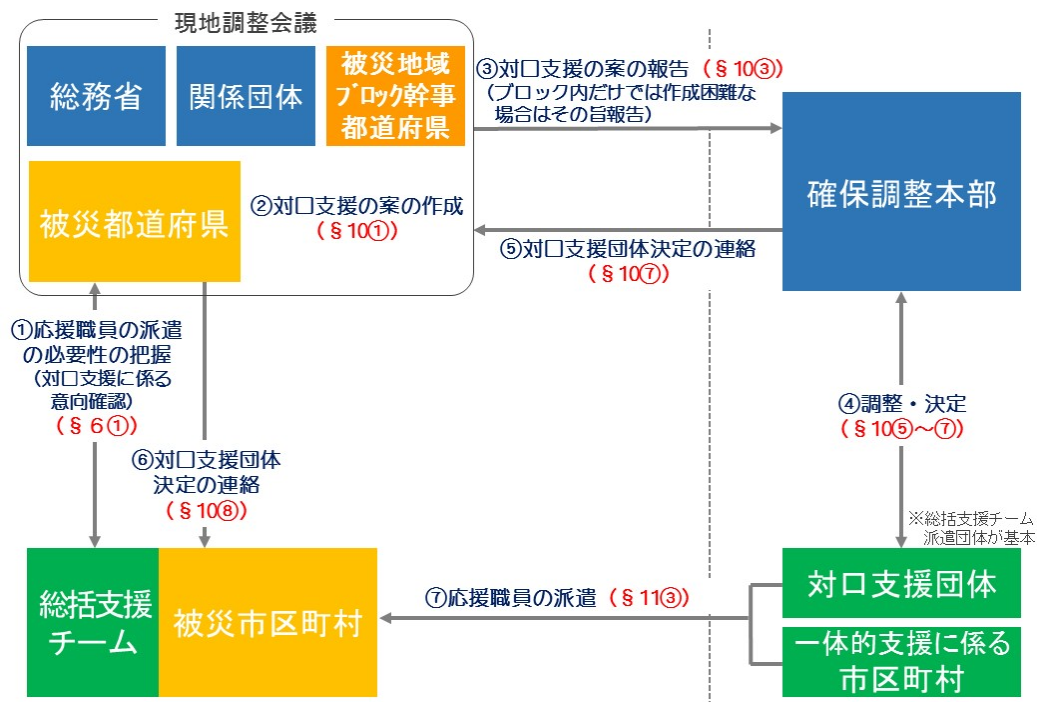 現地調整会議
総務省
関係団体
被災地域
ブロック幹事
都道府県
被災都道府県
②対口支援の案の作成
（§10①）
③対口支援の案の報告（§10③）
（ブロック内だけでは作成困難な
場合はその旨報告）
確保調整本部
⑤対口支援団体決定の連絡
（§10⑦）
①応援職員の派遣
の必要性の把握
（対口支援に係る
意向確認）
（§６①）
⑥対口支援団体
決定の連絡
（§10⑧）
④調整・決定
（§10⑤～⑦）
※総括支援チーム
派遣団体が基本
総括支援
チーム
被災市区町村
⑦応援職員の派遣（§11③）
対口支援団体
一体的支援に係る
市区町村